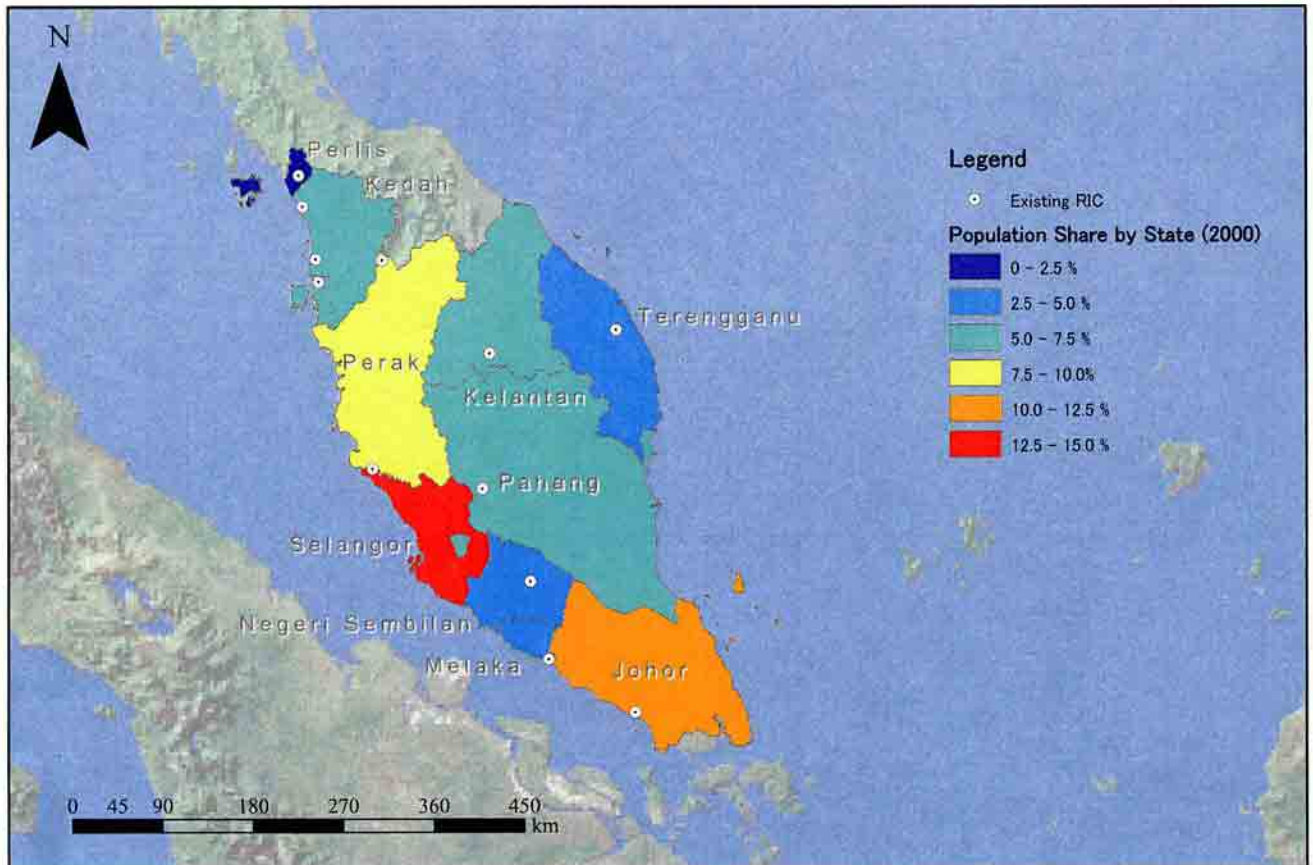 N
Perlis
Kedah
Terengganu
Perak
Kelantan
Pahang
Selangor
Negeri Sembilan
Melaka
Johor
Legend
Existing RIC
Population Share by State (2000)
0 - 2.5 %
2.5 - 5.0 %
5.0 - 7.5 %
7.5 - 10.0%
10.0 - 12.5 %
12.5 - 15.0 %
0 45 90 180 270 360 450
km